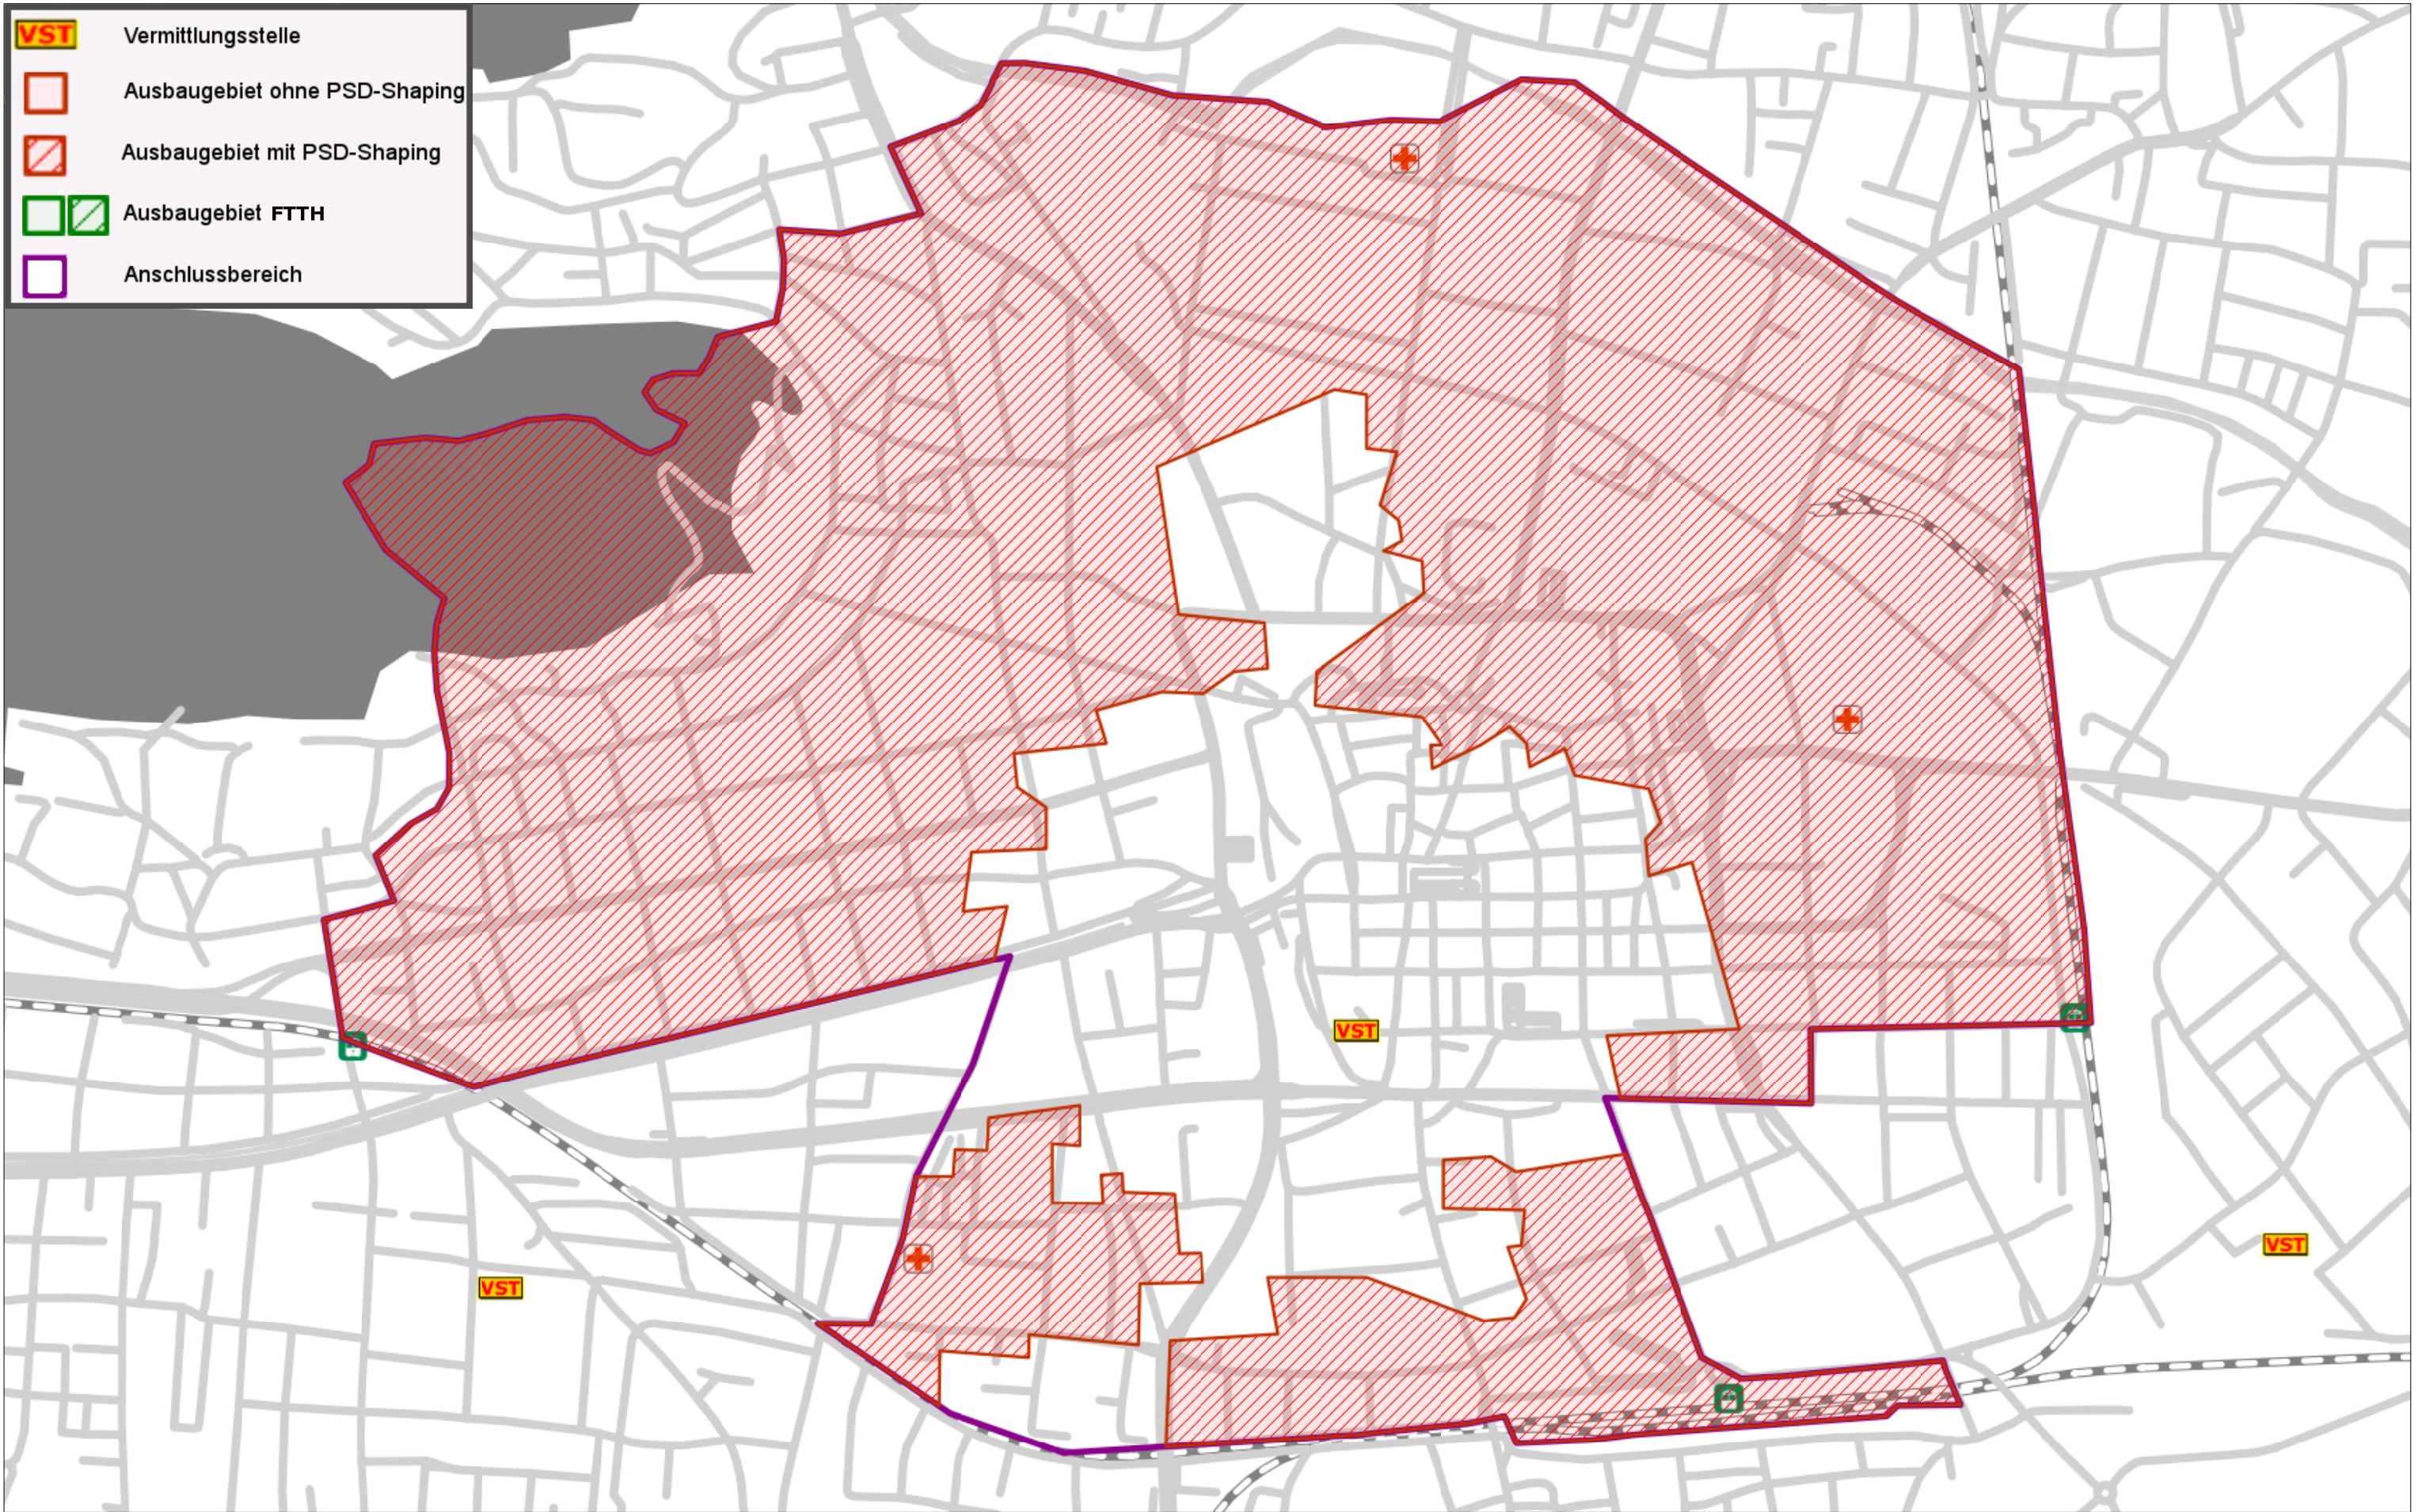 VST Vermittlungsstelle
Ausbaugebiet ohne PSD-Shaping
Ausbaugebiet mit PSD-Shaping
Ausbaugebiet FTTH
Anschlussbereich
VST
VST
VST